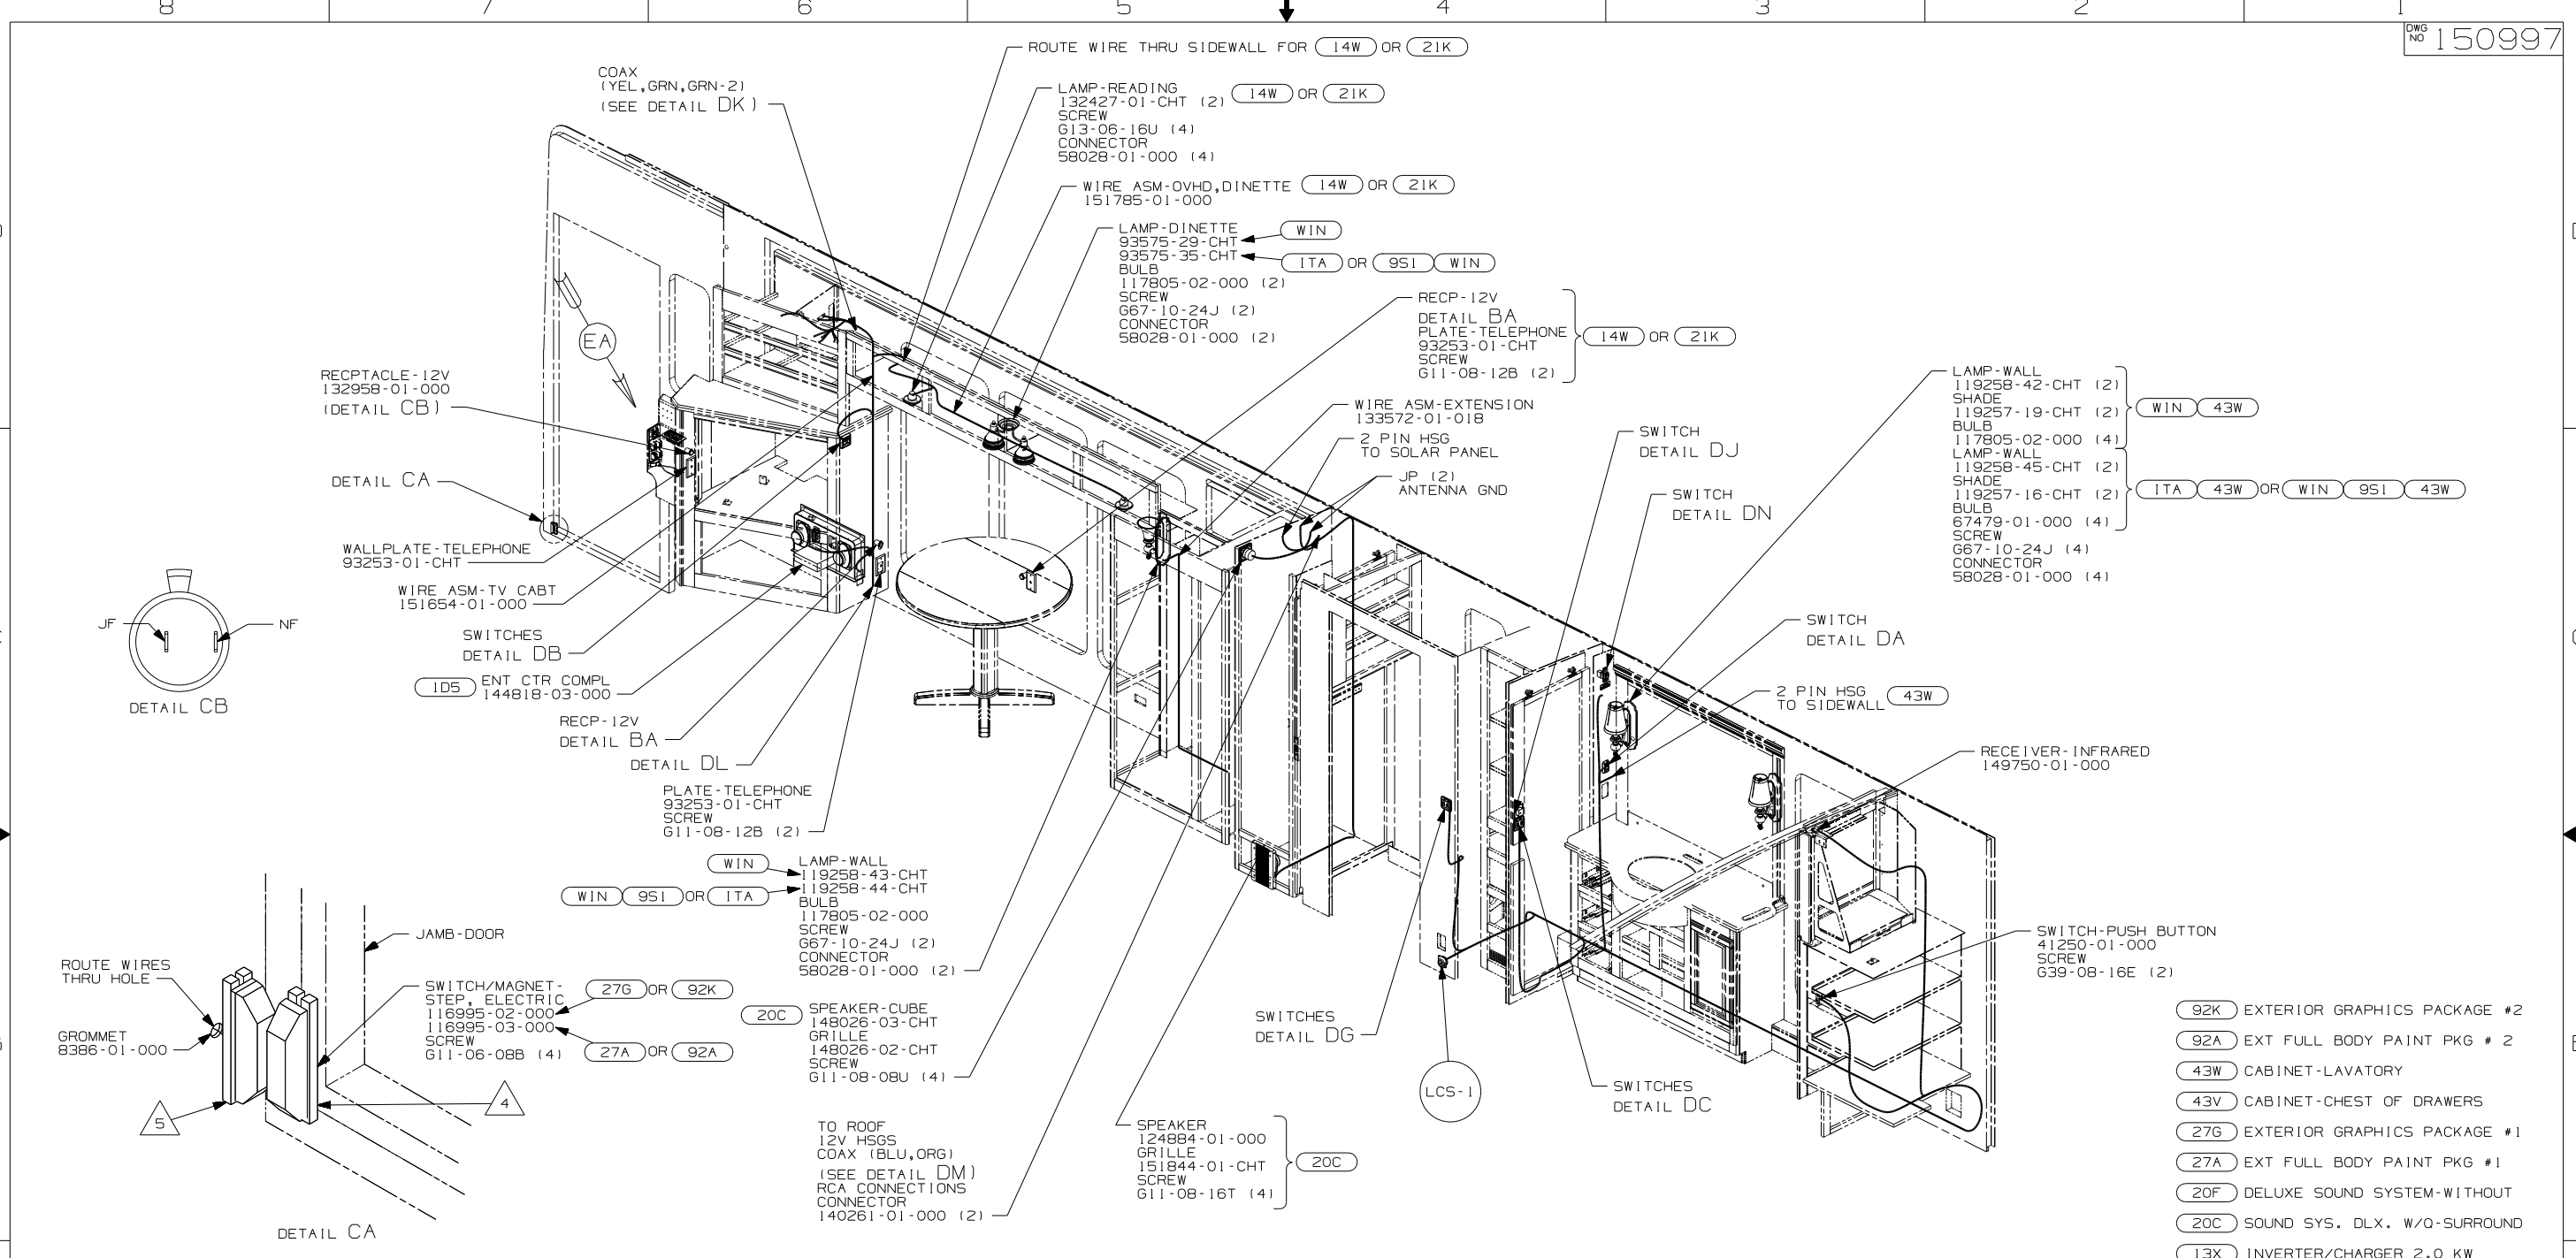 8 7 6 5 4 3 2 1
DWG NO 150997
ROUTE WIRE THRU SIDEWALL FOR 14W OR 21K
COAX
(YEL,GRN,GRN-2)
(SEE DETAIL DK)
LAMP-READING
132427-01-CHT (2) 14W OR 21K
SCREW
G13-06-16U (4)
CONNECTOR
58028-01-000 (4)
WIRE ASM-OVHD,DINETTE 14W OR 21K
151785-01-000
LAMP-DINETTE
93575-29-CHT WIN
93575-35-CHT 1TA OR 9S1 WIN
BULB
117805-02-000 (2)
SCREW
G67-10-24J (2)
CONNECTOR
58028-01-000 (2)
RECP-12V
DETAIL BA
PLATE-TELEPHONE 14W OR 21K
93253-01-CHT
SCREW
G11-08-12B (2)
WIRE ASM-EXTENSION
133572-01-018
2 PIN HSG
TO SOLAR PANEL
JP (2)
ANTENNA GND
SWITCH
DETAIL DJ
SWITCH
DETAIL DN
LAMP-WALL
119258-42-CHT (2)
SHADE
119257-19-CHT (2) WIN 43W
BULB
117805-02-000 (4)
LAMP-WALL
119258-45-CHT (2)
SHADE
119257-16-CHT (2) 1TA 43W OR WIN 9S1 43W
BULB
67479-01-000 (4)
SCREW
G67-10-24J (4)
CONNECTOR
58028-01-000 (4)
EA
RECPTACLE-12V
132958-01-000
(DETAIL CB)
DETAIL CA
WALLPLATE-TELEPHONE
93253-01-CHT
WIRE ASM-TV CABT
151654-01-000
SWITCHES
DETAIL DB
1D5 ENT CTR COMPL
144818-03-000
RECP-12V
DETAIL BA
DETAIL DL
PLATE-TELEPHONE
93253-01-CHT
SCREW
G11-08-12B (2)
JF NF
DETAIL CB
SWITCH
DETAIL DA
2 PIN HSG
TO SIDEWALL 43W
RECEIVER-INFRARED
149750-01-000
WIN LAMP-WALL
119258-43-CHT
WIN 9S1 OR 1TA 119258-44-CHT
BULB
117805-02-000
SCREW
G67-10-24J (2)
CONNECTOR
58028-01-000 (2)
20C SPEAKER-CUBE
148026-03-CHT
GRILLE
148026-02-CHT
SCREW
G11-08-08U (4)
TO ROOF
12V HSGS
COAX (BLU,ORG)
(SEE DETAIL DM)
RCA CONNECTIONS
CONNECTOR
140261-01-000 (2)
SPEAKER
124884-01-000
GRILLE
151844-01-CHT 20C
SCREW
G11-08-16T (4)
SWITCHES
DETAIL DG
LCS-1
SWITCHES
DETAIL DC
SWITCH-PUSH BUTTON
41250-01-000
SCREW
G39-08-16E (2)
JAMB-DOOR
ROUTE WIRES
THRU HOLE
GROMMET
8386-01-000
SWITCH/MAGNET-
STEP, ELECTRIC 27G OR 92K
116995-02-000
116995-03-000
SCREW
G11-06-08B (4) 27A OR 92A
5 4
DETAIL CA
92K EXTERIOR GRAPHICS PACKAGE #2
92A EXT FULL BODY PAINT PKG # 2
43W CABINET-LAVATORY
43V CABINET-CHEST OF DRAWERS
27G EXTERIOR GRAPHICS PACKAGE #1
27A EXT FULL BODY PAINT PKG #1
20F DELUXE SOUND SYSTEM-WITHOUT
20C SOUND SYS. DLX. W/Q-SURROUND
13X INVERTER/CHARGER 2.0 KW